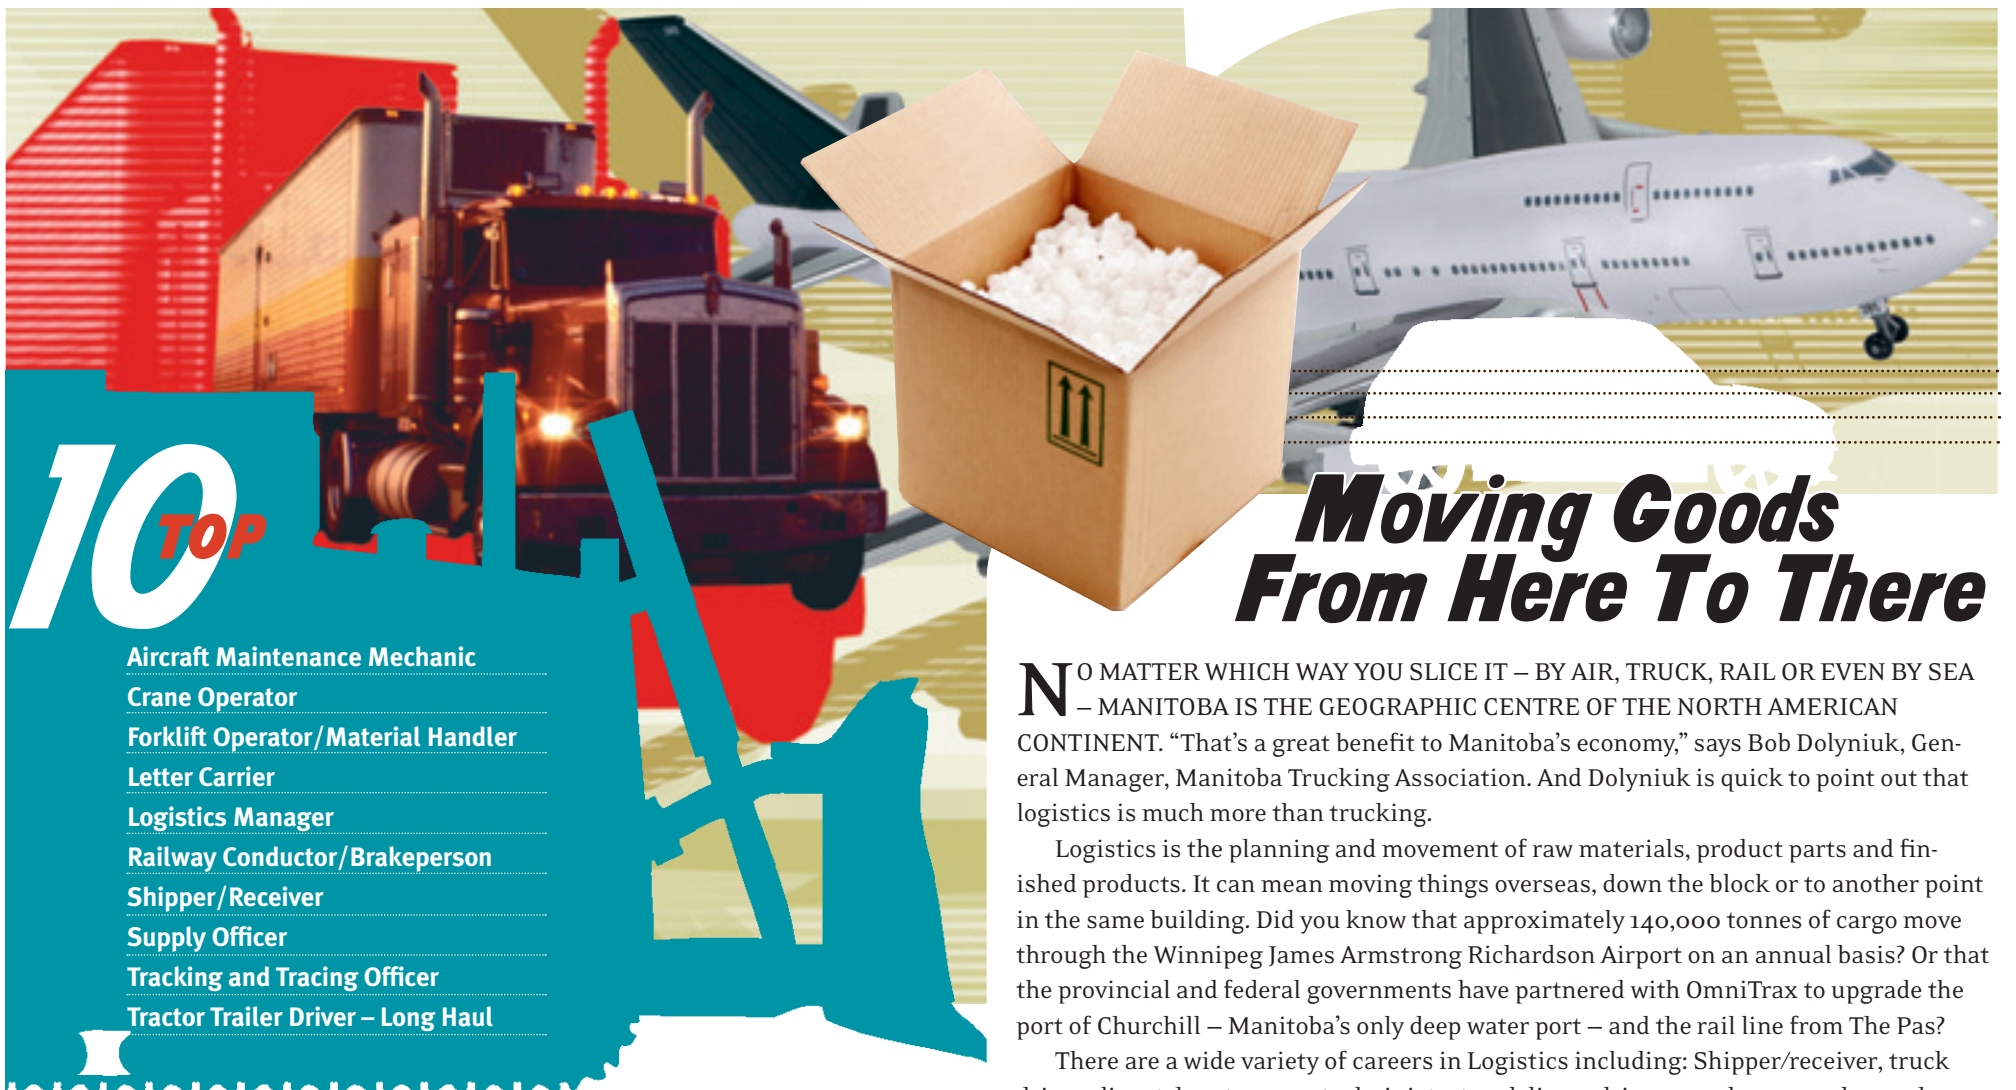 10
TOP
Aircraft Maintenance Mechanic
Crane Operator
Forklift Operator/Material Handler
Letter Carrier
Logistics Manager
Railway Conductor/Brakeperson
Shipper/Receiver
Supply Officer
Tracking and Tracing Officer
Tractor Trailer Driver – Long Haul
Moving Goods
From Here To There
NO MATTER WHICH WAY YOU SLICE IT – BY AIR, TRUCK, RAIL OR EVEN BY SEA
– MANITOBA IS THE GEOGRAPHIC CENTRE OF THE NORTH AMERICAN
CONTINENT. “That’s a great benefit to Manitoba’s economy,” says Bob Dolyniuk, Gen-
eral Manager, Manitoba Trucking Association. And Dolyniuk is quick to point out that
logistics is much more than trucking.
Logistics is the planning and movement of raw materials, product parts and fin-
ished products. It can mean moving things overseas, down the block or to another point
in the same building. Did you know that approximately 140,000 tonnes of cargo move
through the Winnipeg James Armstrong Richardson Airport on an annual basis? Or that
the provincial and federal governments have partnered with OmniTrax to upgrade the
port of Churchill – Manitoba’s only deep water port – and the rail line from The Pas?
There are a wide variety of careers in Logistics including: Shipper/receiver, truck